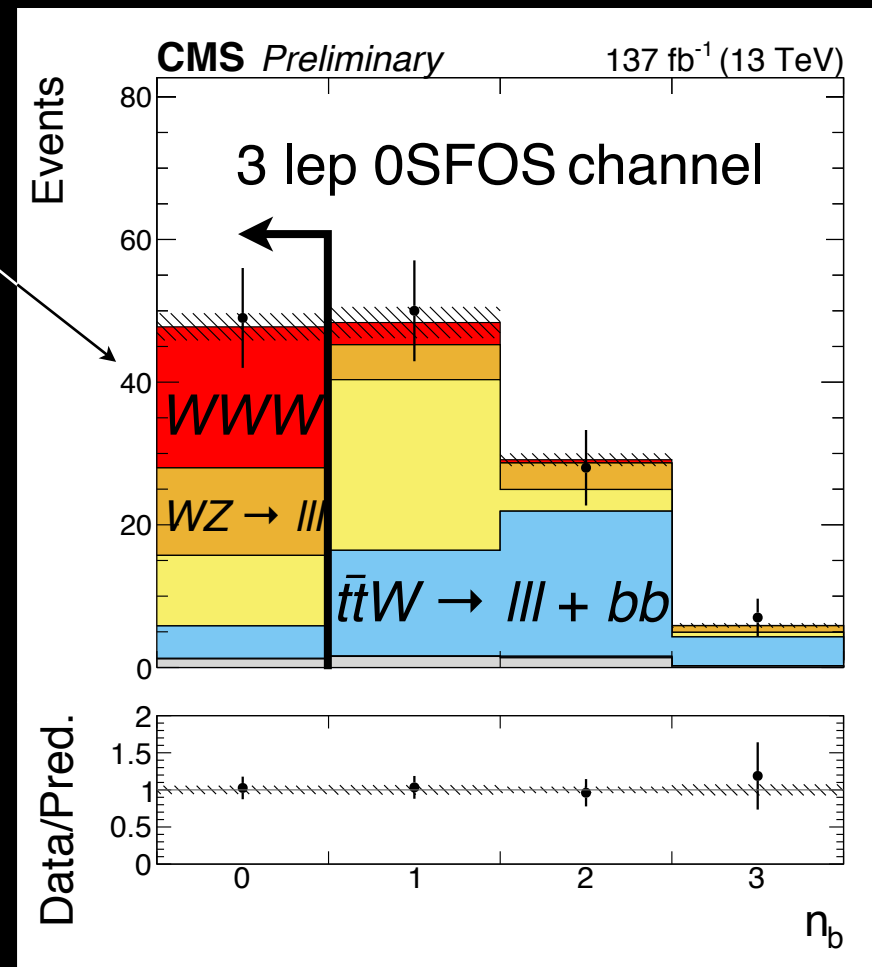 CMS Preliminary 137 fb⁻¹ (13 TeV)
Events
80
3 lep 0SFOS channel
60
40
WWW
20
WZ → lll
t̄tW → lll + bb
0
Data/Pred.
2
1.5
1
0.5
0
0 1 2 3
n_b